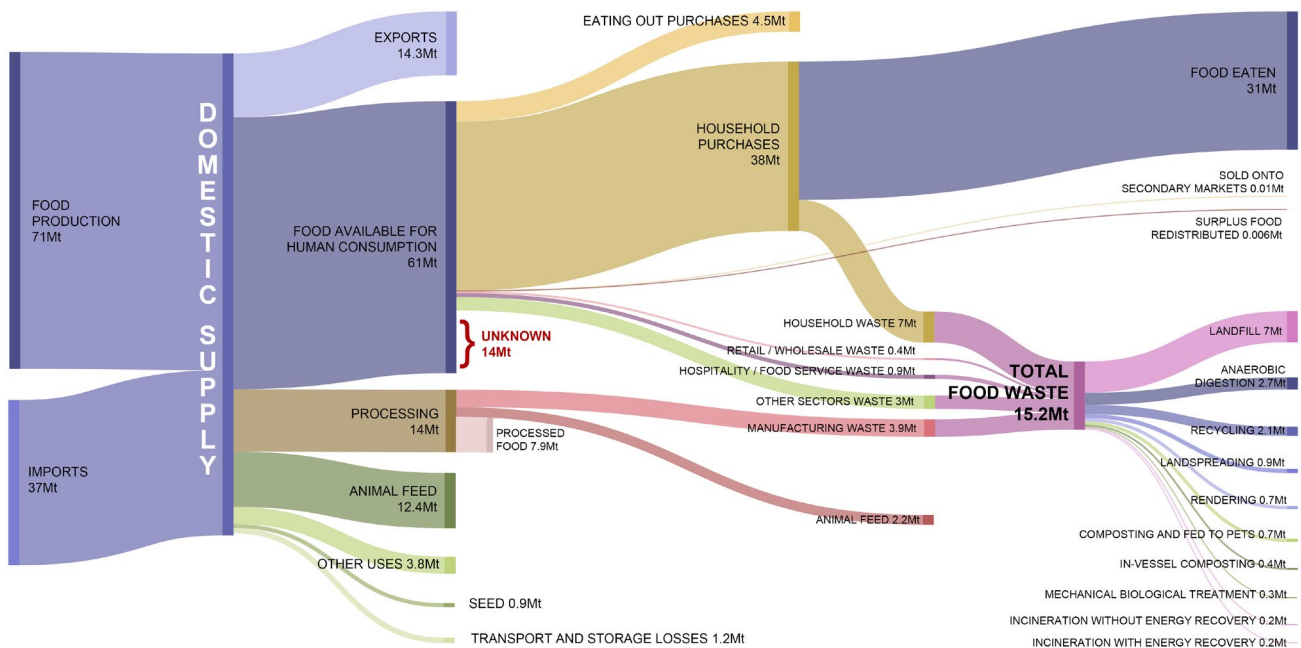 FOOD
PRODUCTION
71Mt
IMPORTS
37Mt
DOMESTIC SUPPLY
EXPORTS
14.3Mt
FOOD AVAILABLE FOR
HUMAN CONSUMPTION
61Mt
UNKNOWN
14Mt
PROCESSING
14Mt
PROCESSED
FOOD 7.9Mt
ANIMAL FEED
12.4Mt
OTHER USES 3.8Mt
SEED 0.9Mt
TRANSPORT AND STORAGE LOSSES 1.2Mt
EATING OUT PURCHASES 4.5Mt
HOUSEHOLD
PURCHASES
38Mt
HOUSEHOLD WASTE 7Mt
RETAIL / WHOLESALE WASTE 0.4Mt
HOSPITALITY / FOOD SERVICE WASTE 0.9Mt
OTHER SECTORS WASTE 3Mt
MANUFACTURING WASTE 3.9Mt
ANIMAL FEED 2.2Mt
TOTAL
FOOD WASTE
15.2Mt
FOOD EATEN
31Mt
SOLD ONTO
SECONDARY MARKETS 0.01Mt
SURPLUS FOOD
REDISTRIBUTED 0.006Mt
LANDFILL 7Mt
ANAEROBIC
DIGESTION 2.7Mt
RECYCLING 2.1Mt
LANDSPREADING 0.9Mt
RENDERING 0.7Mt
COMPOSTING AND FED TO PETS 0.7Mt
IN-VESSEL COMPOSTING 0.4Mt
MECHANICAL BIOLOGICAL TREATMENT 0.3Mt
INCINERATION WITHOUT ENERGY RECOVERY 0.2Mt
INCINERATION WITH ENERGY RECOVERY 0.2Mt